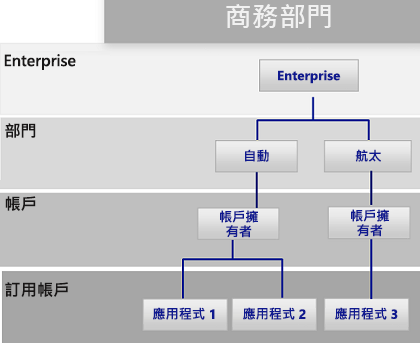 商務部門
Enterprise
Enterprise
部門
自動
航太
帳戶
帳戶擁
有者
帳戶擁
有者
訂用帳戶
應用程式 1
應用程式 2
應用程式 3